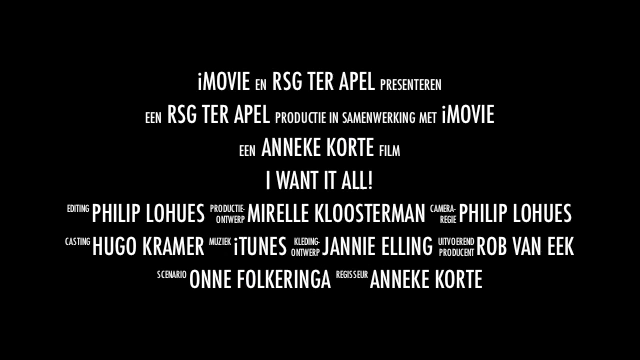 iMOVIE EN RSG TER APEL PRESENTEREN
EEN RSG TER APEL PRODUCTIE IN SAMENWERKING MET iMOVIE
EEN ANNEKE KORTE FILM
I WANT IT ALL!
EDITING PHILIP LOHUES PRODUCTIE-ONTWERP MIRELLE KLOOSTERMAN CAMERA-REGIE PHILIP LOHUES
CASTING HUGO KRAMER MUZIEK iTUNES KLEDING-ONTWERP JANNIE ELLING UITVOEREND PRODUCENT ROB VAN EEK
SCENARIO ONNE FOLKERINGA REGISSEUR ANNEKE KORTE